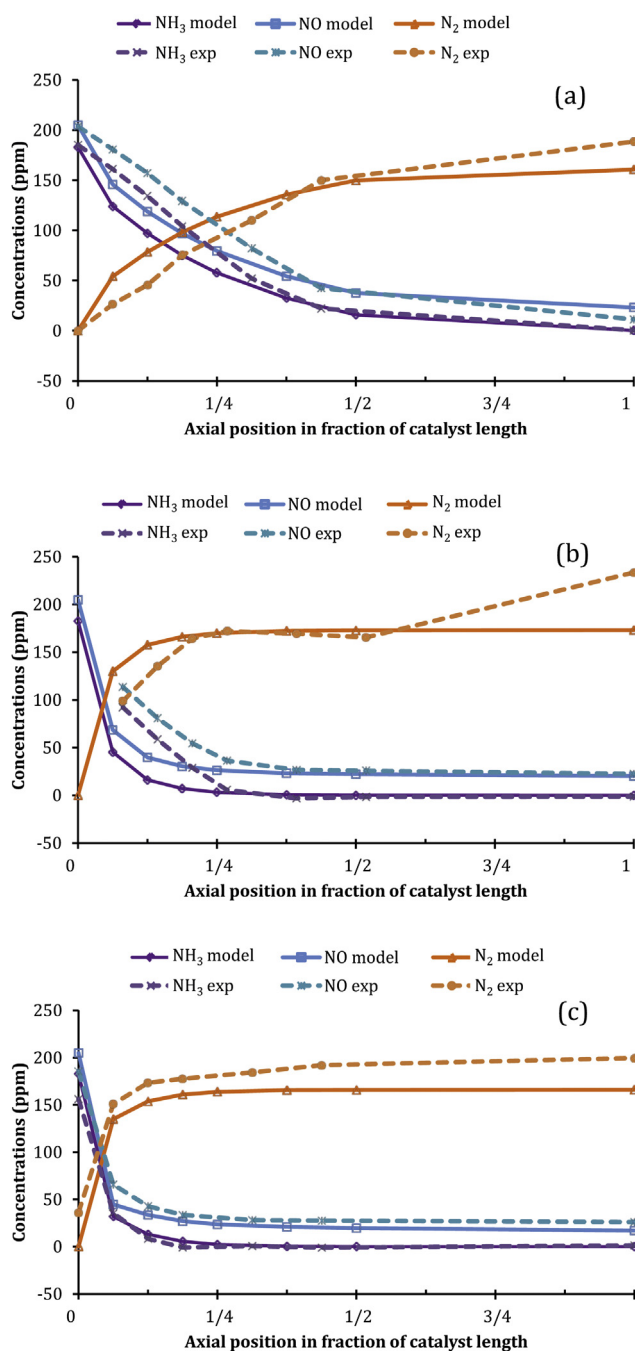 NH₃ model NO model N₂ model
NH₃ exp NO exp N₂ exp
(a)
250
200
150
100
50
0
-50
Concentrations (ppm)
0 1/4 1/2 3/4 1
Axial position in fraction of catalyst length
NH₃ model NO model N₂ model
NH₃ exp NO exp N₂ exp
(b)
250
200
150
100
50
0
-50
Concentrations (ppm)
0 1/4 1/2 3/4 1
Axial position in fraction of catalyst length
NH₃ model NO model N₂ model
NH₃ exp NO exp N₂ exp
(c)
250
200
150
100
50
0
-50
Concentrations (ppm)
0 1/4 1/2 3/4 1
Axial position in fraction of catalyst length